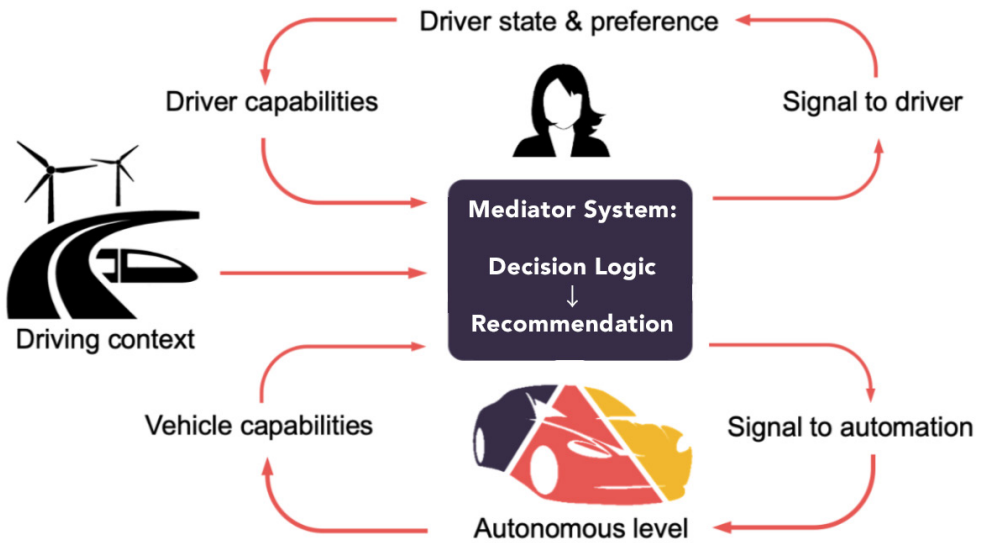 Driver state & preference
Driver capabilities
Signal to driver
Mediator System:
Decision Logic
↓
Recommendation
Driving context
Vehicle capabilities
Signal to automation
Autonomous level